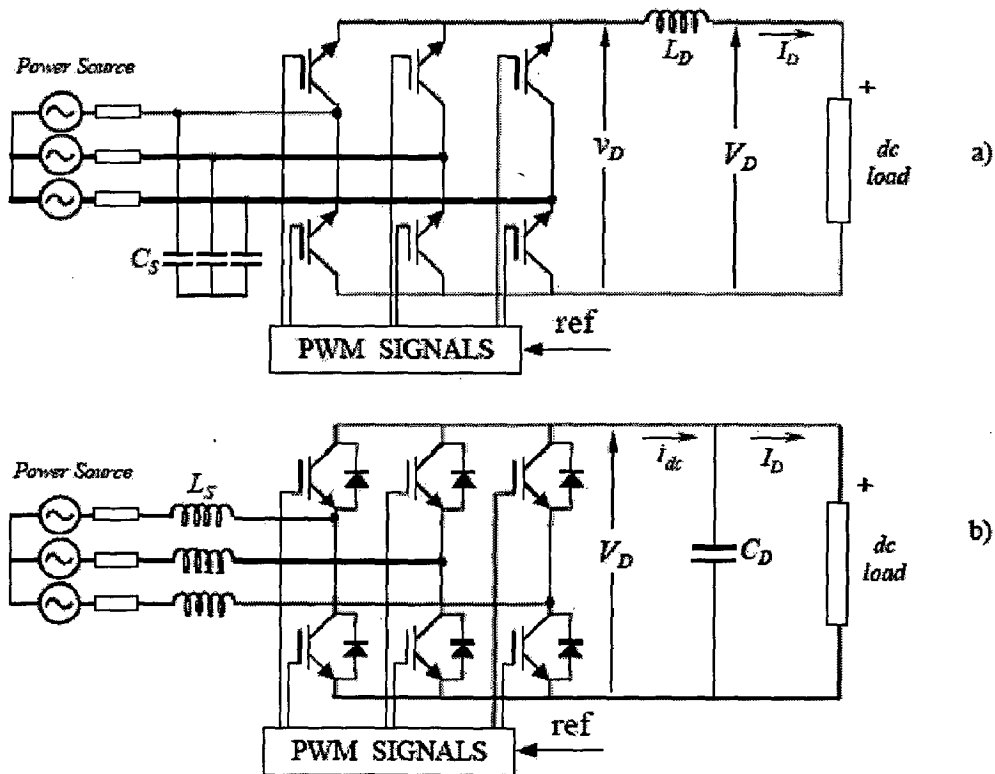 Power Source
L_D
I_D
+
v_D
V_D
dc
load
a)
C_S
ref
PWM SIGNALS
Power Source
L_S
i_dc
I_D
+
V_D
C_D
dc
load
b)
ref
PWM SIGNALS